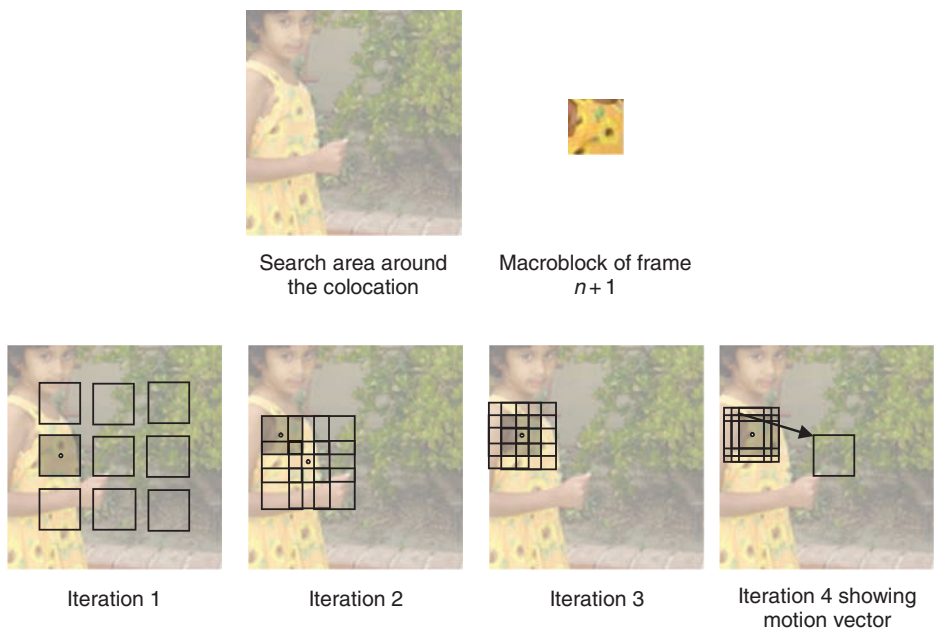 Search area around
the colocation
Macroblock of frame
n + 1
Iteration 1
Iteration 2
Iteration 3
Iteration 4 showing
motion vector